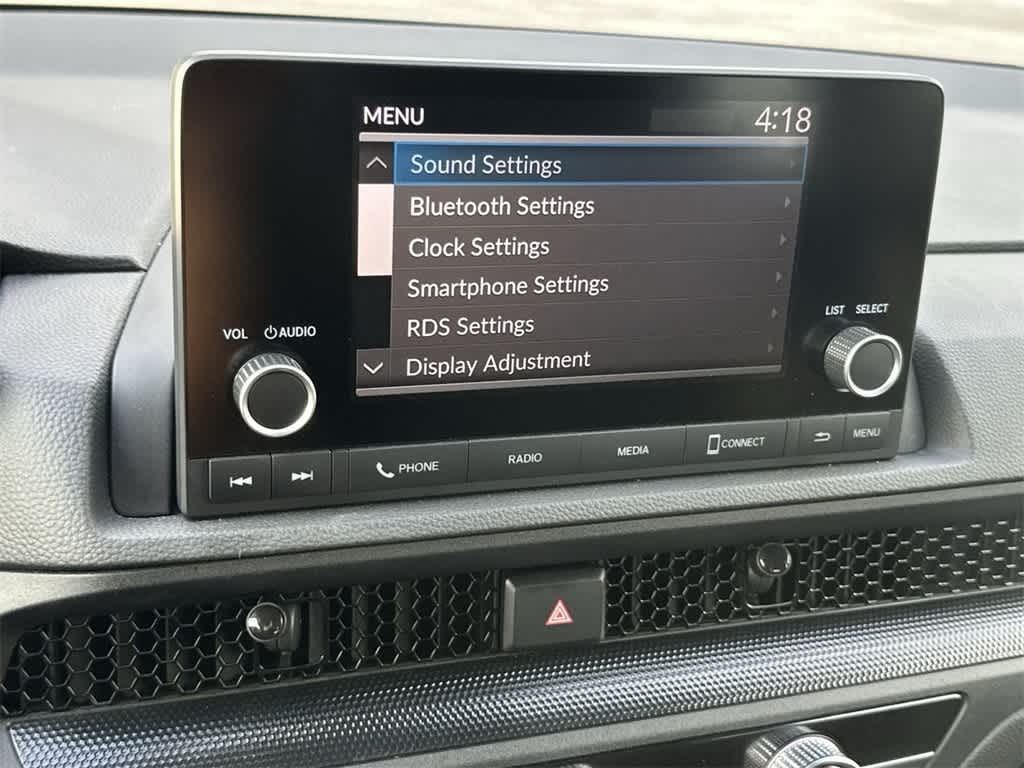 MENU 4:18
Sound Settings
Bluetooth Settings
Clock Settings
Smartphone Settings
RDS Settings
Display Adjustment
VOL AUDIO
LIST SELECT
PHONE RADIO MEDIA CONNECT MENU